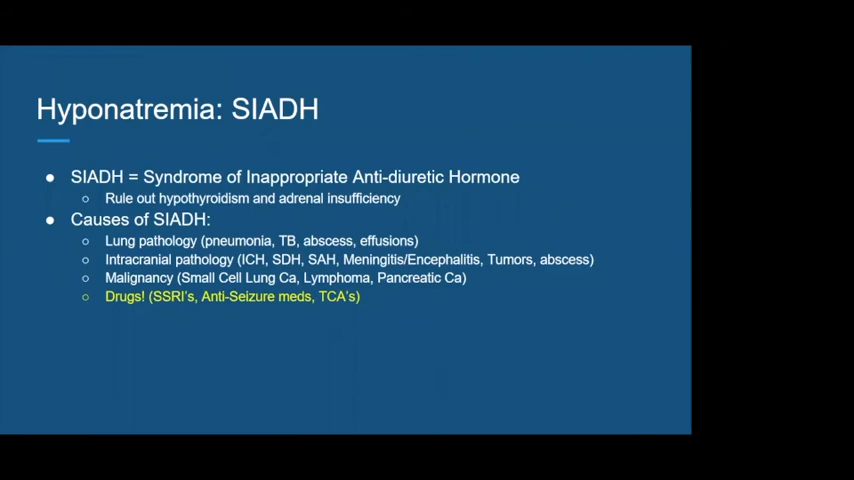 Hyponatremia: SIADH
● SIADH = Syndrome of Inappropriate Anti-diuretic Hormone
○ Rule out hypothyroidism and adrenal insufficiency
● Causes of SIADH:
○ Lung pathology (pneumonia, TB, abscess, effusions)
○ Intracranial pathology (ICH, SDH, SAH, Meningitis/Encephalitis, Tumors, abscess)
○ Malignancy (Small Cell Lung Ca, Lymphoma, Pancreatic Ca)
○ Drugs! (SSRI's, Anti-Seizure meds, TCA's)